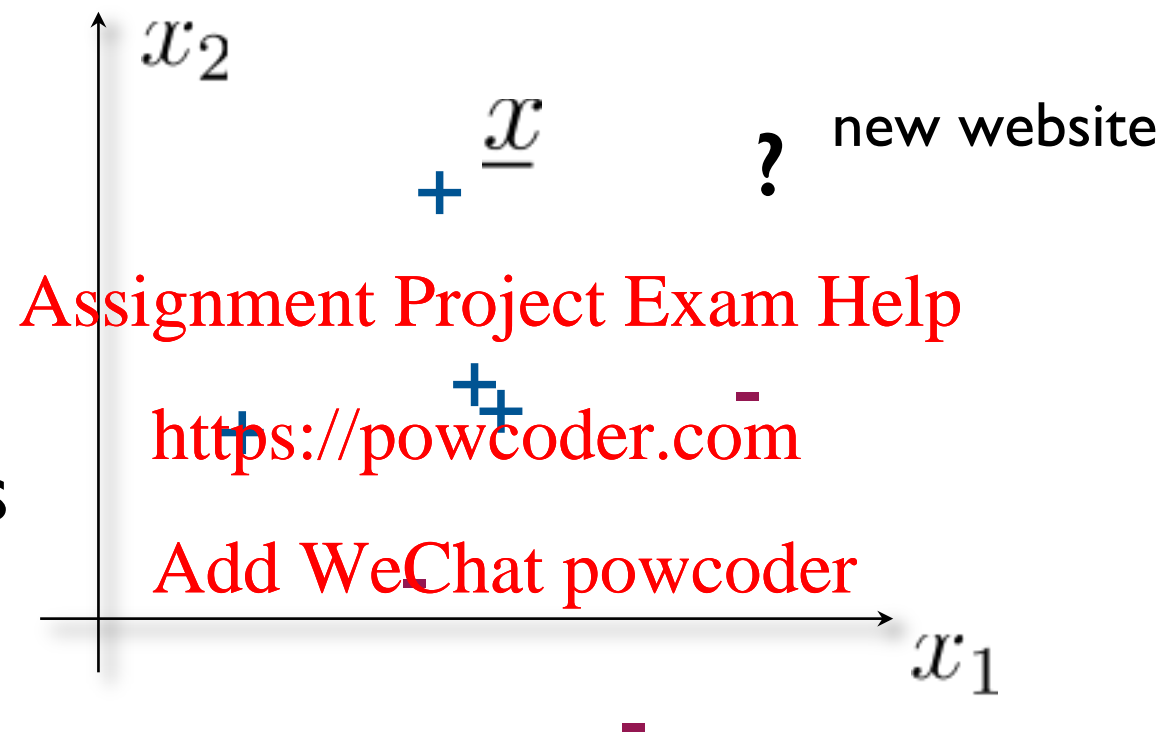 x₂
x
? new website
+
Assignment Project Exam Help
+
+
-
+
https://powcoder.com
s
Add WeChat powcoder
-
x₁
-